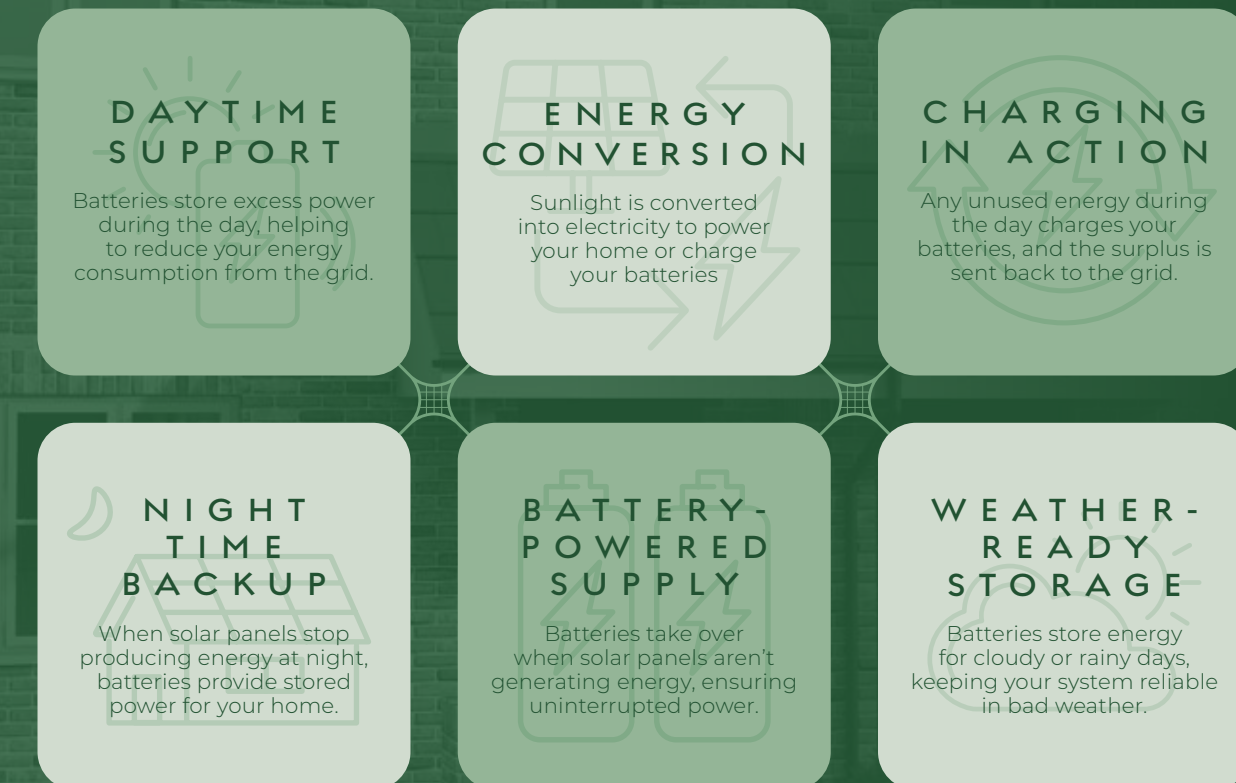 DAYTIME
SUPPORT
Batteries store excess power
during the day, helping
to reduce your energy
consumption from the grid.
ENERGY
CONVERSION
Sunlight is converted
into electricity to power
your home or charge
your batteries
CHARGING
IN ACTION
Any unused energy during
the day charges your
batteries, and the surplus is
sent back to the grid.
NIGHT
TIME
BACKUP
When solar panels stop
producing energy at night,
batteries provide stored
power for your home.
BATTERY-
POWERED
SUPPLY
Batteries take over
when solar panels aren’t
generating energy, ensuring
uninterrupted power.
WEATHER-
READY
STORAGE
Batteries store energy
for cloudy or rainy days,
keeping your system reliable
in bad weather.